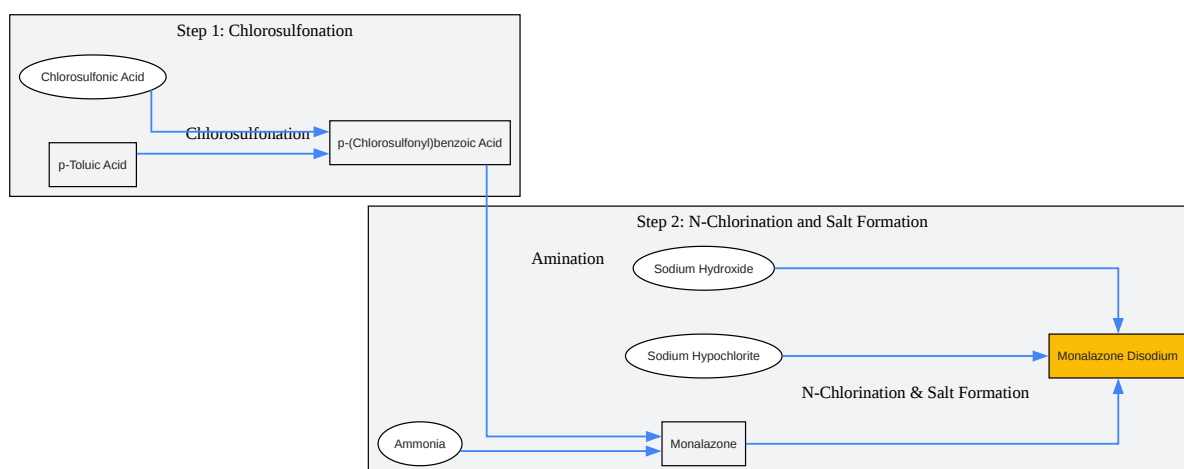 Step 1: Chlorosulfonation
Chlorosulfonic Acid
Chlorosulfonation
p-(Chlorosulfonyl)benzoic Acid
p-Toluic Acid
Step 2: N-Chlorination and Salt Formation
Amination
Sodium Hydroxide
Sodium Hypochlorite
Monalazone Disodium
N-Chlorination & Salt Formation
Ammonia
Monalazone